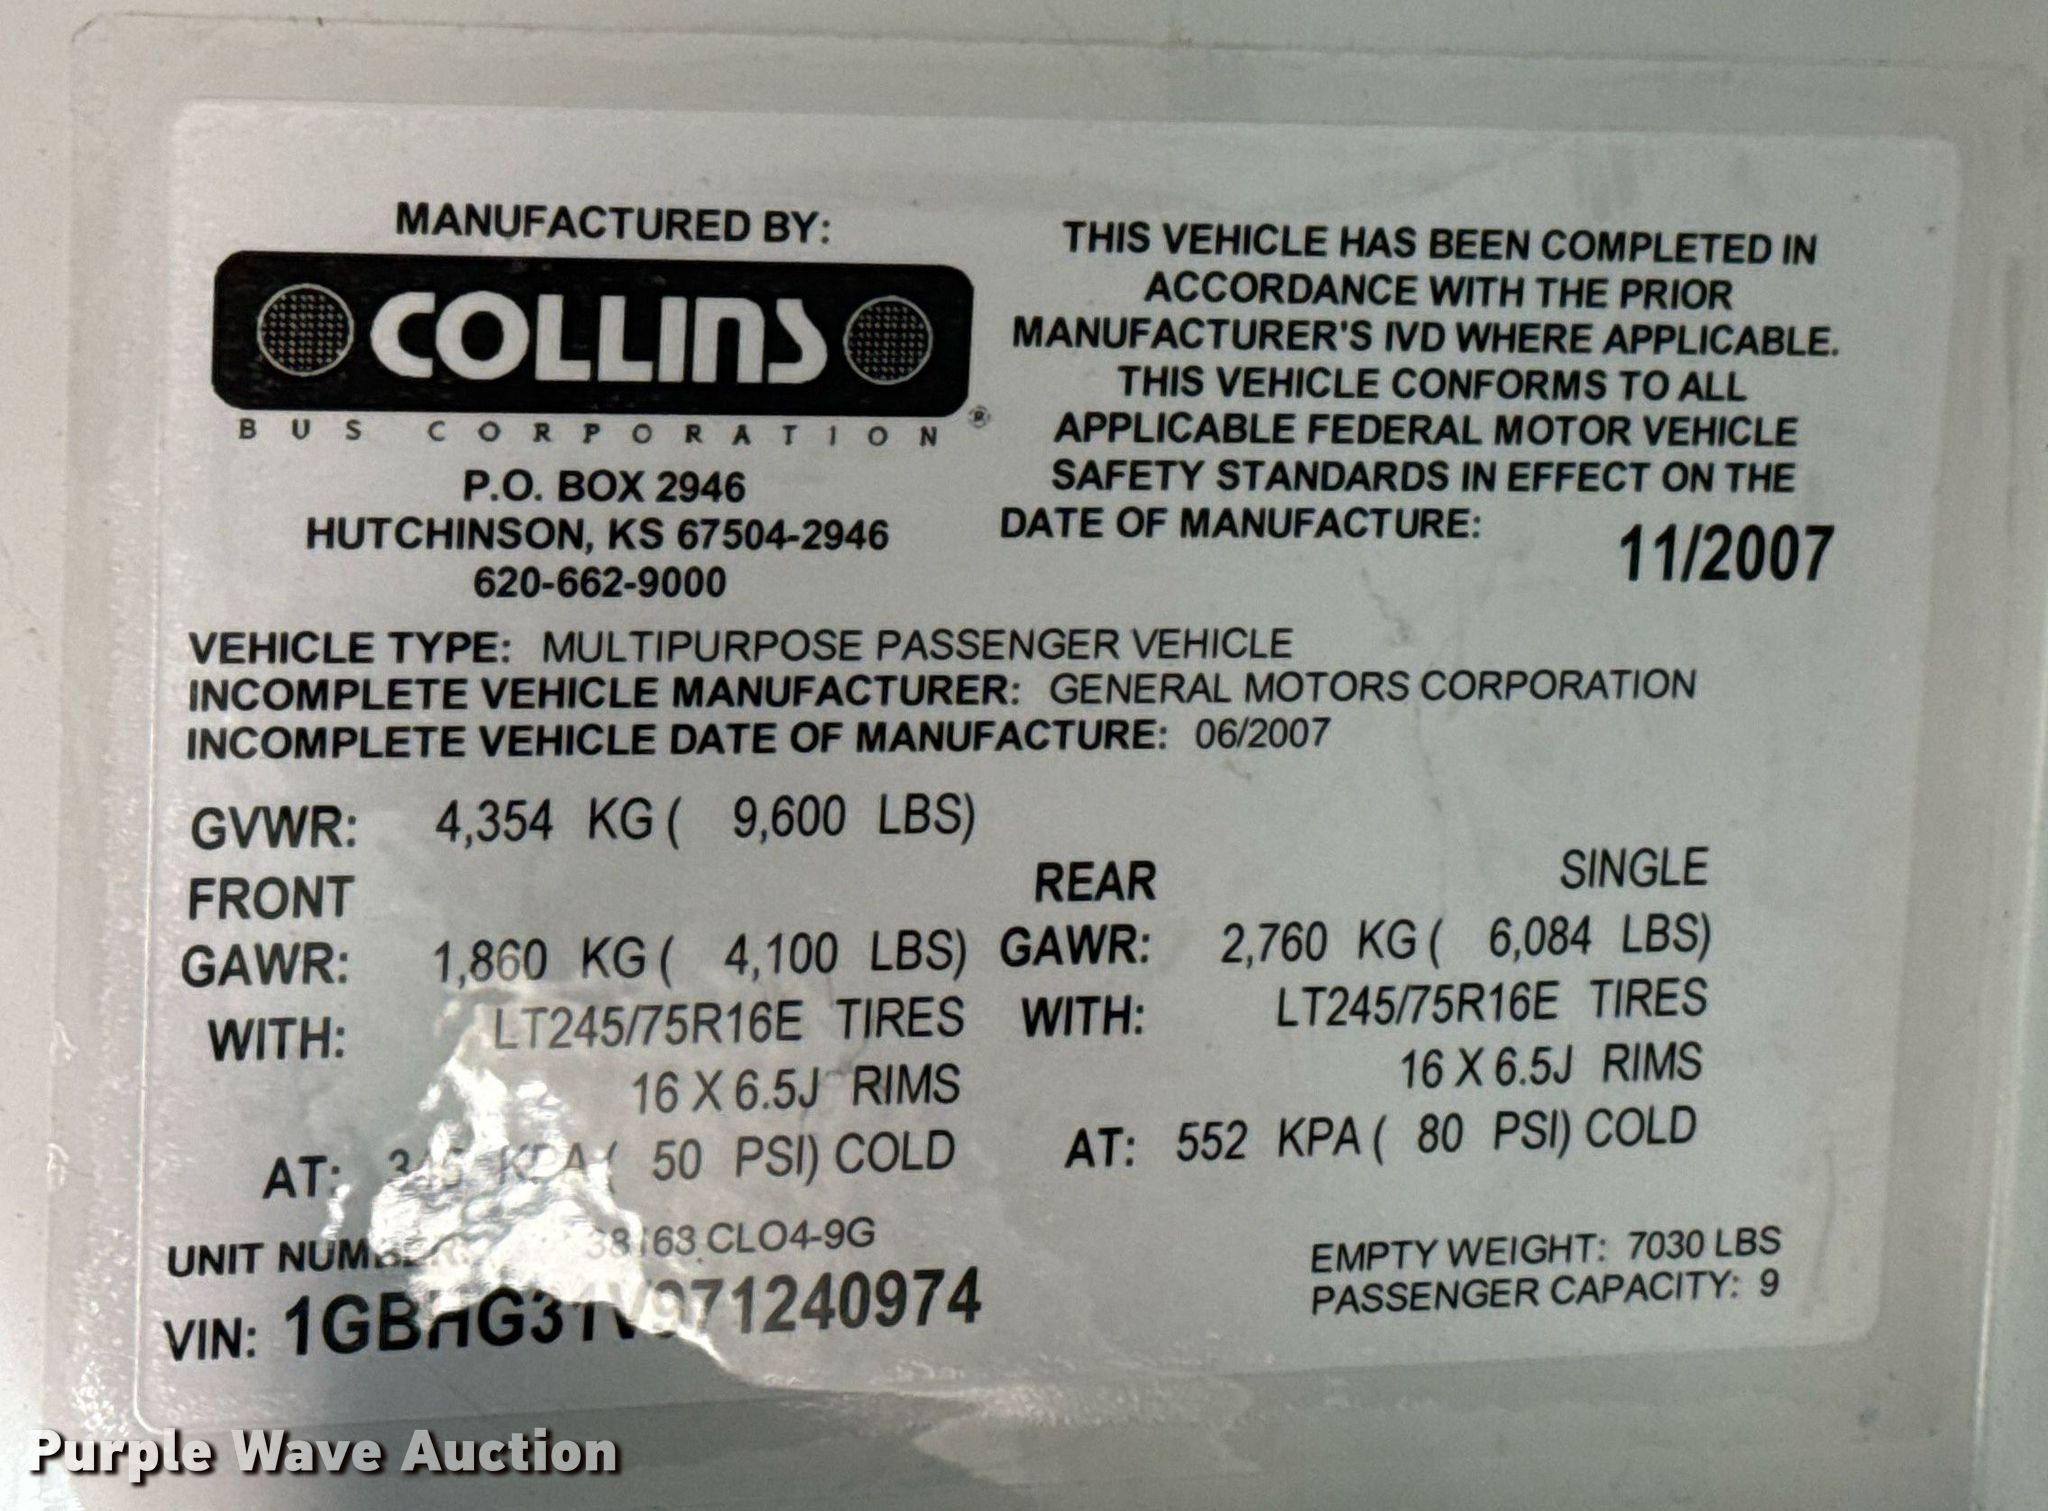 MANUFACTURED BY:
COLLINS
BUS CORPORATION ®
P.O. BOX 2946
HUTCHINSON, KS 67504-2946
620-662-9000
THIS VEHICLE HAS BEEN COMPLETED IN
ACCORDANCE WITH THE PRIOR
MANUFACTURER'S IVD WHERE APPLICABLE.
THIS VEHICLE CONFORMS TO ALL
APPLICABLE FEDERAL MOTOR VEHICLE
SAFETY STANDARDS IN EFFECT ON THE
DATE OF MANUFACTURE: 11/2007
VEHICLE TYPE: MULTIPURPOSE PASSENGER VEHICLE
INCOMPLETE VEHICLE MANUFACTURER: GENERAL MOTORS CORPORATION
INCOMPLETE VEHICLE DATE OF MANUFACTURE: 06/2007
GVWR: 4,354 KG ( 9,600 LBS)
FRONT
GAWR: 1,860 KG ( 4,100 LBS)
WITH: LT245/75R16E TIRES
16 X 6.5J RIMS
AT: KPA ( 50 PSI) COLD
REAR SINGLE
GAWR: 2,760 KG ( 6,084 LBS)
WITH: LT245/75R16E TIRES
16 X 6.5J RIMS
AT: 552 KPA ( 80 PSI) COLD
UNIT NUMBER: CLO4-9G
VIN: 1GBHG31V971240974
EMPTY WEIGHT: 7030 LBS
PASSENGER CAPACITY: 9
Purple Wave Auction